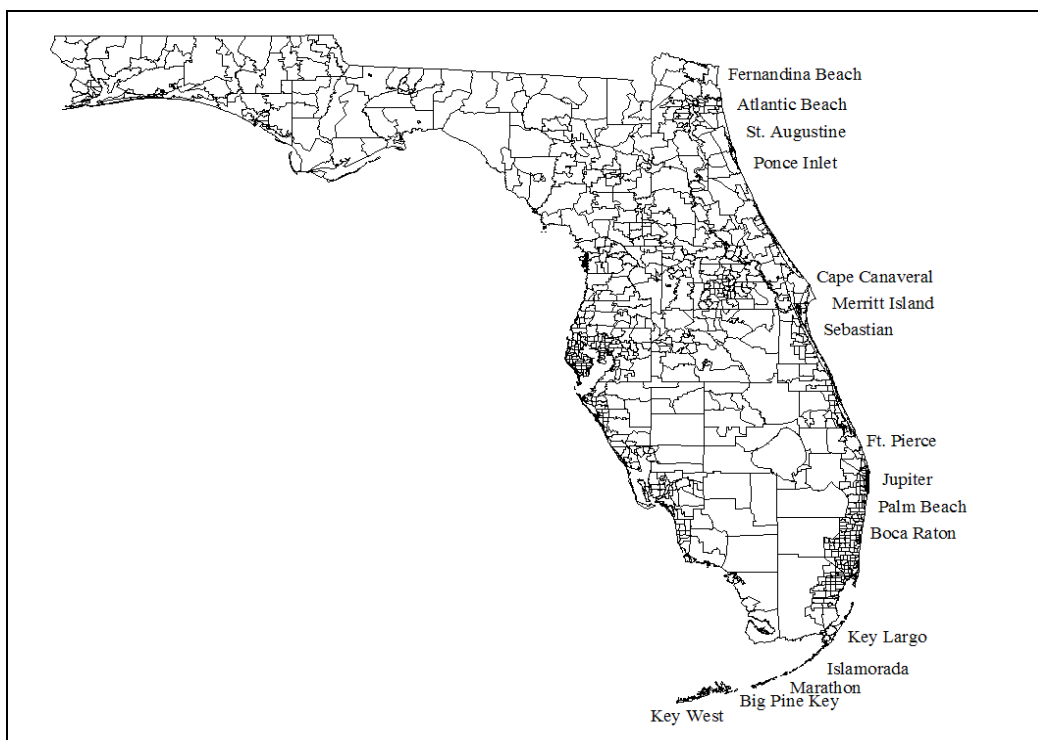 Fernandina Beach
Atlantic Beach
St. Augustine
Ponce Inlet
Cape Canaveral
Merritt Island
Sebastian
Ft. Pierce
Jupiter
Palm Beach
Boca Raton
Key Largo
Islamorada
Marathon
Big Pine Key
Key West